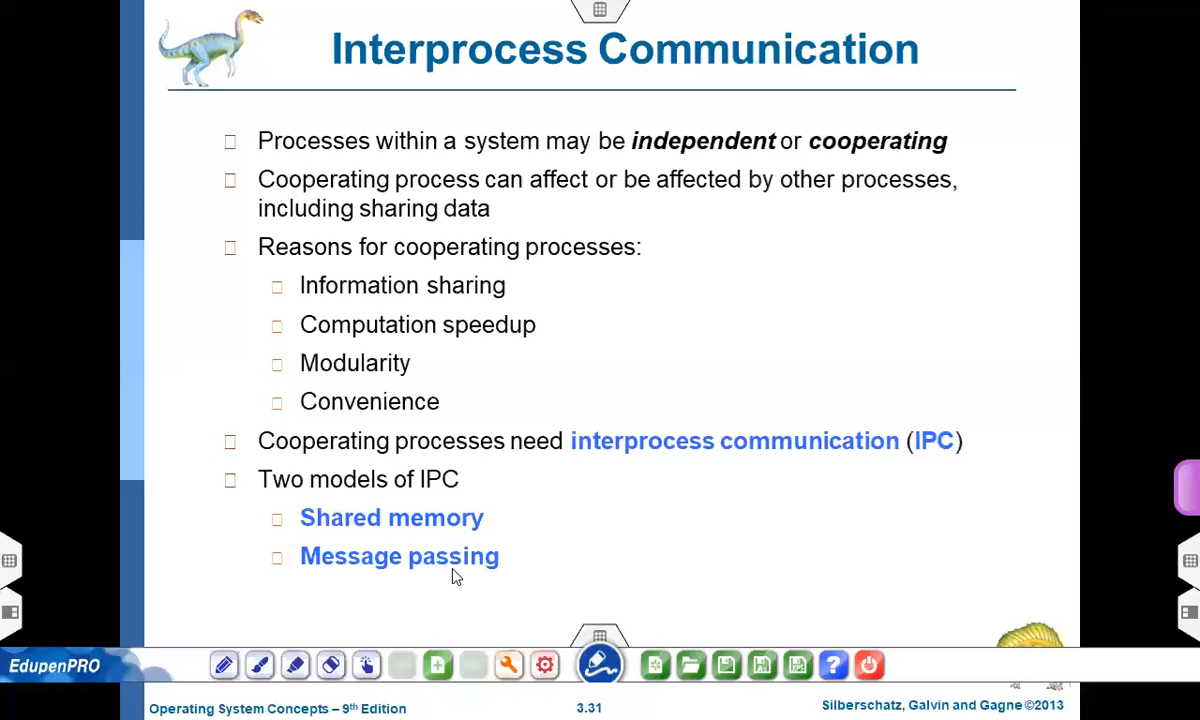 Interprocess Communication
Processes within a system may be independent or cooperating
Cooperating process can affect or be affected by other processes,
including sharing data
Reasons for cooperating processes:
Information sharing
Computation speedup
Modularity
Convenience
Cooperating processes need interprocess communication (IPC)
Two models of IPC
Shared memory
Message passing
EdupenPRO
Operating System Concepts – 9th Edition
3.31
Silberschatz, Galvin and Gagne ©2013